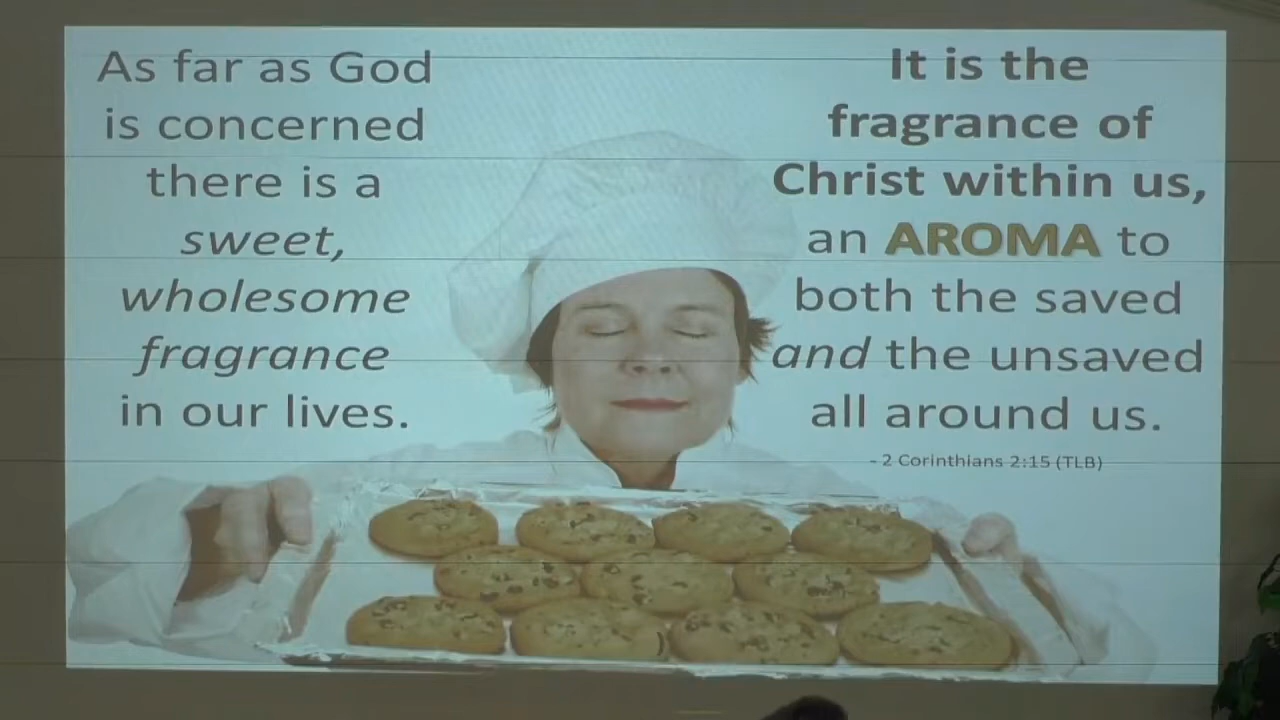 As far as God
is concerned
there is a
sweet,
wholesome
fragrance
in our lives.
It is the
fragrance of
Christ within us,
an AROMA to
both the saved
and the unsaved
all around us.
- 2 Corinthians 2:15 (TLB)